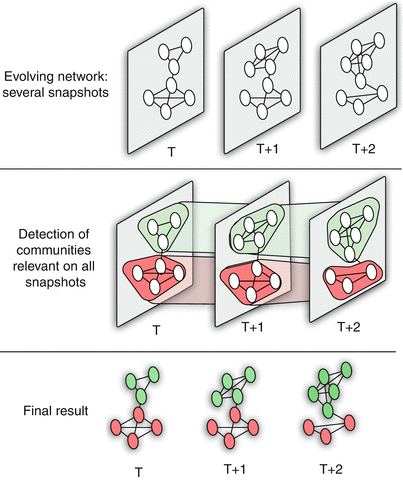 Evolving network:
several snapshots
T
T+1
T+2
Detection of
communities
relevant on all
snapshots
T
T+1
T+2
Final result
T
T+1
T+2